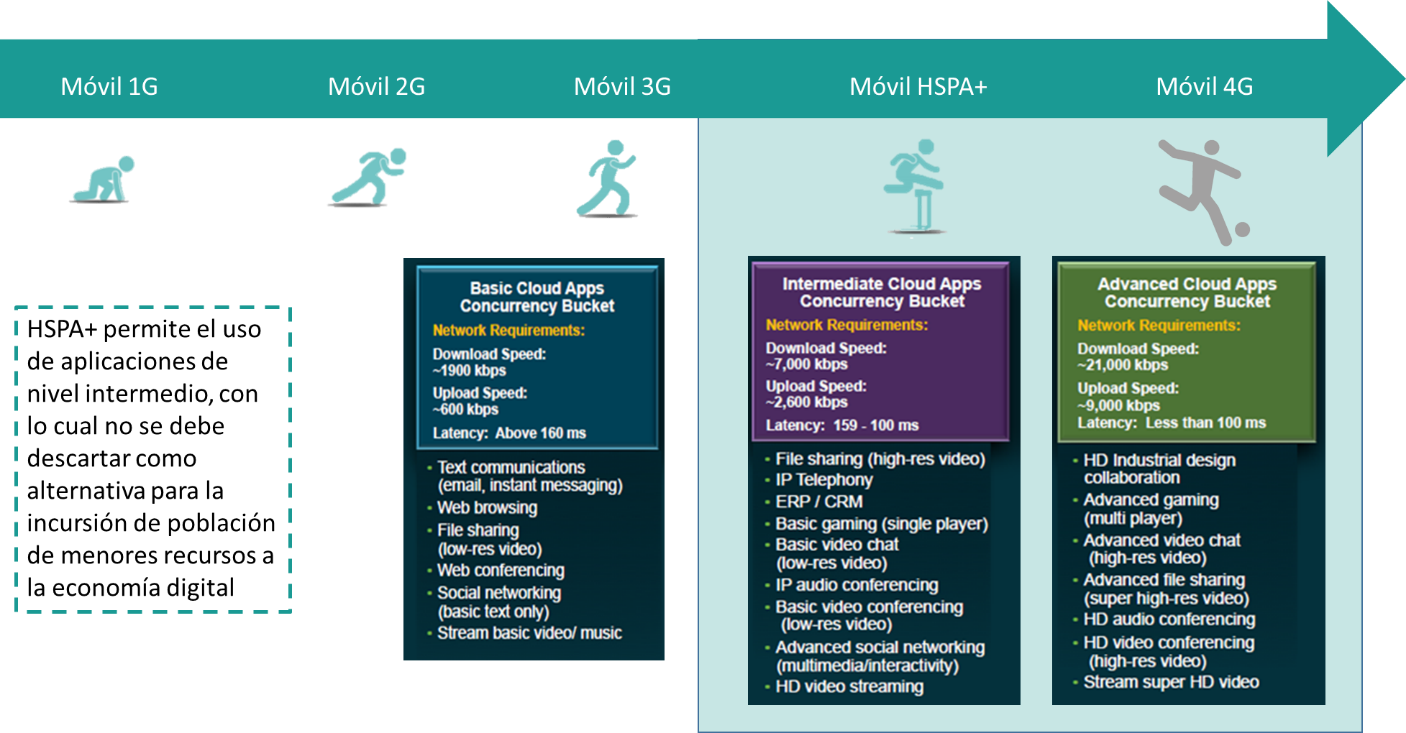 Móvil 1G
Móvil 2G
Móvil 3G
Móvil HSPA+
Móvil 4G
HSPA+ permite el uso
de aplicaciones de
nivel intermedio, con
lo cual no se debe
descartar como
alternativa para la
incursión de población
de menores recursos a
la economía digital
Basic Cloud Apps
Concurrency Bucket
Network Requirements:
Download Speed:
~1900 kbps
Upload Speed:
~600 kbps
Latency: Above 160 ms
• Text communications
(email, instant messaging)
• Web browsing
• File sharing
(low-res video)
• Web conferencing
• Social networking
(basic text only)
• Stream basic video/ music
Intermediate Cloud Apps
Concurrency Bucket
Network Requirements:
Download Speed:
~7,000 kbps
Upload Speed:
~2,600 kbps
Latency: 159 - 100 ms
• File sharing (high-res video)
• IP Telephony
• ERP / CRM
• Basic gaming (single player)
• Basic video chat
(low-res video)
• IP audio conferencing
• Basic video conferencing
(low-res video)
• Advanced social networking
(multimedia/interactivity)
• HD video streaming
Advanced Cloud Apps
Concurrency Bucket
Network Requirements:
Download Speed:
~21,000 kbps
Upload Speed:
~9,000 kbps
Latency: Less than 100 ms
• HD Industrial design
collaboration
• Advanced gaming
(multi player)
• Advanced video chat
(high-res video)
• Advanced file sharing
(super high-res video)
• HD audio conferencing
• HD video conferencing
(high-res video)
• Stream super HD video